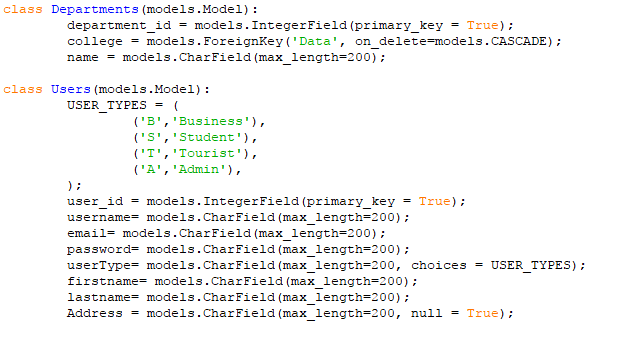 class Departments(models.Model):
        department_id = models.IntegerField(primary_key = True);
        college = models.ForeignKey('Data', on_delete=models.CASCADE);
        name = models.CharField(max_length=200);

class Users(models.Model):
        USER_TYPES = (
                ('B','Business'),
                ('S','Student'),
                ('T','Tourist'),
                ('A','Admin'),
        );
        user_id = models.IntegerField(primary_key = True);
        username= models.CharField(max_length=200);
        email= models.CharField(max_length=200);
        password= models.CharField(max_length=200);
        userType= models.CharField(max_length=200, choices = USER_TYPES);
        firstname= models.CharField(max_length=200);
        lastname= models.CharField(max_length=200);
        Address = models.CharField(max_length=200, null = True);